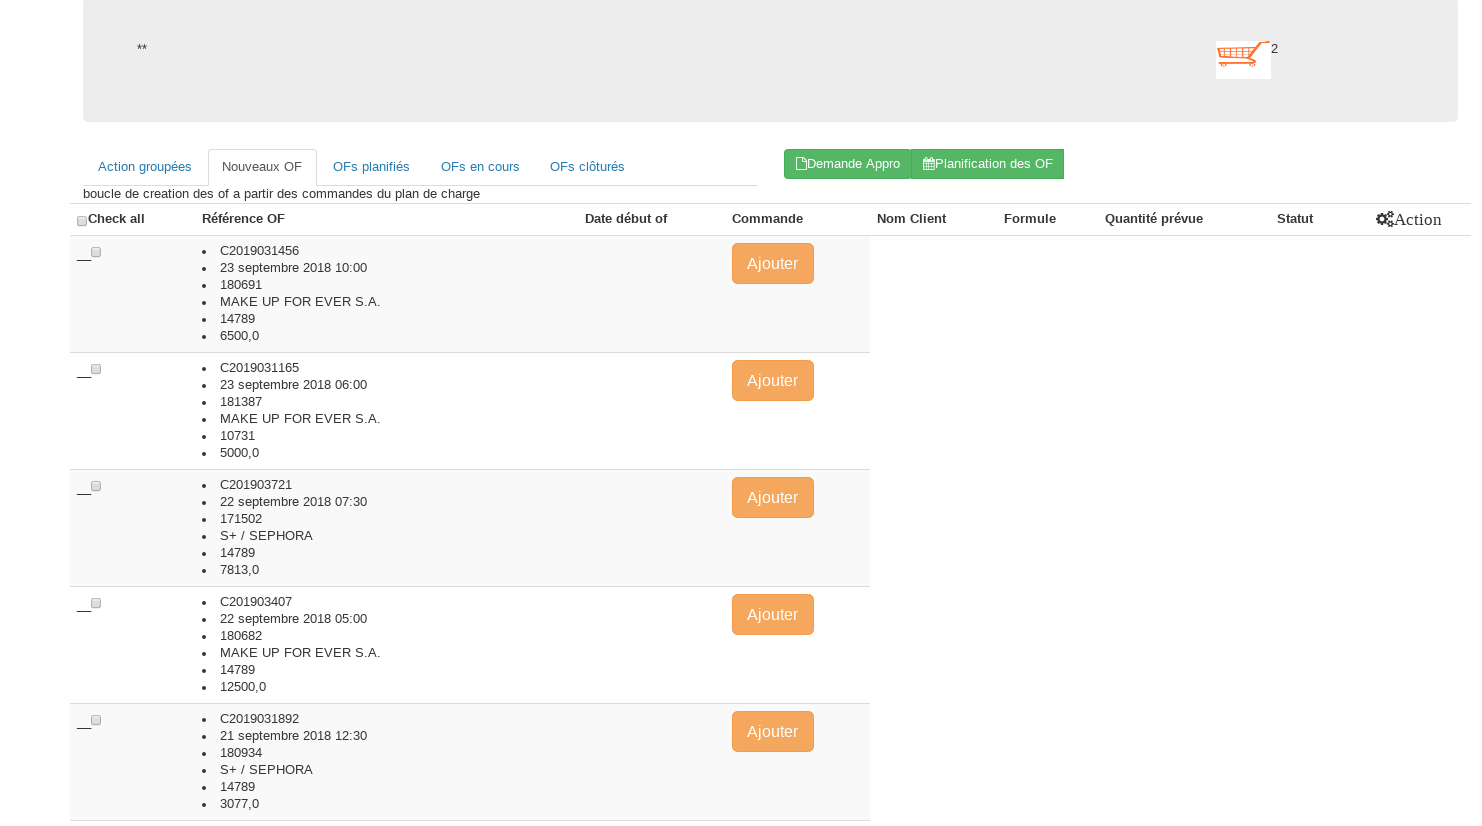 ** 2
Action groupées Nouveaux OF OFs planifiés OFs en cours OFs clôturés Demande Appro Planification des OF
boucle de creation des of a partir des commandes du plan de charge
Check all Référence OF Date début of Commande Nom Client Formule Quantité prévue Statut Action
__ C2019031456 Ajouter
23 septembre 2018 10:00
180691
MAKE UP FOR EVER S.A.
14789
6500,0
__ C2019031165 Ajouter
23 septembre 2018 06:00
181387
MAKE UP FOR EVER S.A.
10731
5000,0
__ C201903721 Ajouter
22 septembre 2018 07:30
171502
S+ / SEPHORA
14789
7813,0
__ C201903407 Ajouter
22 septembre 2018 05:00
180682
MAKE UP FOR EVER S.A.
14789
12500,0
__ C2019031892 Ajouter
21 septembre 2018 12:30
180934
S+ / SEPHORA
14789
3077,0